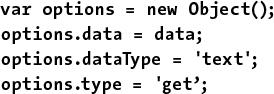 var options = new Object();
options.data = data;
options.dataType = 'text';
options.type = 'get’;